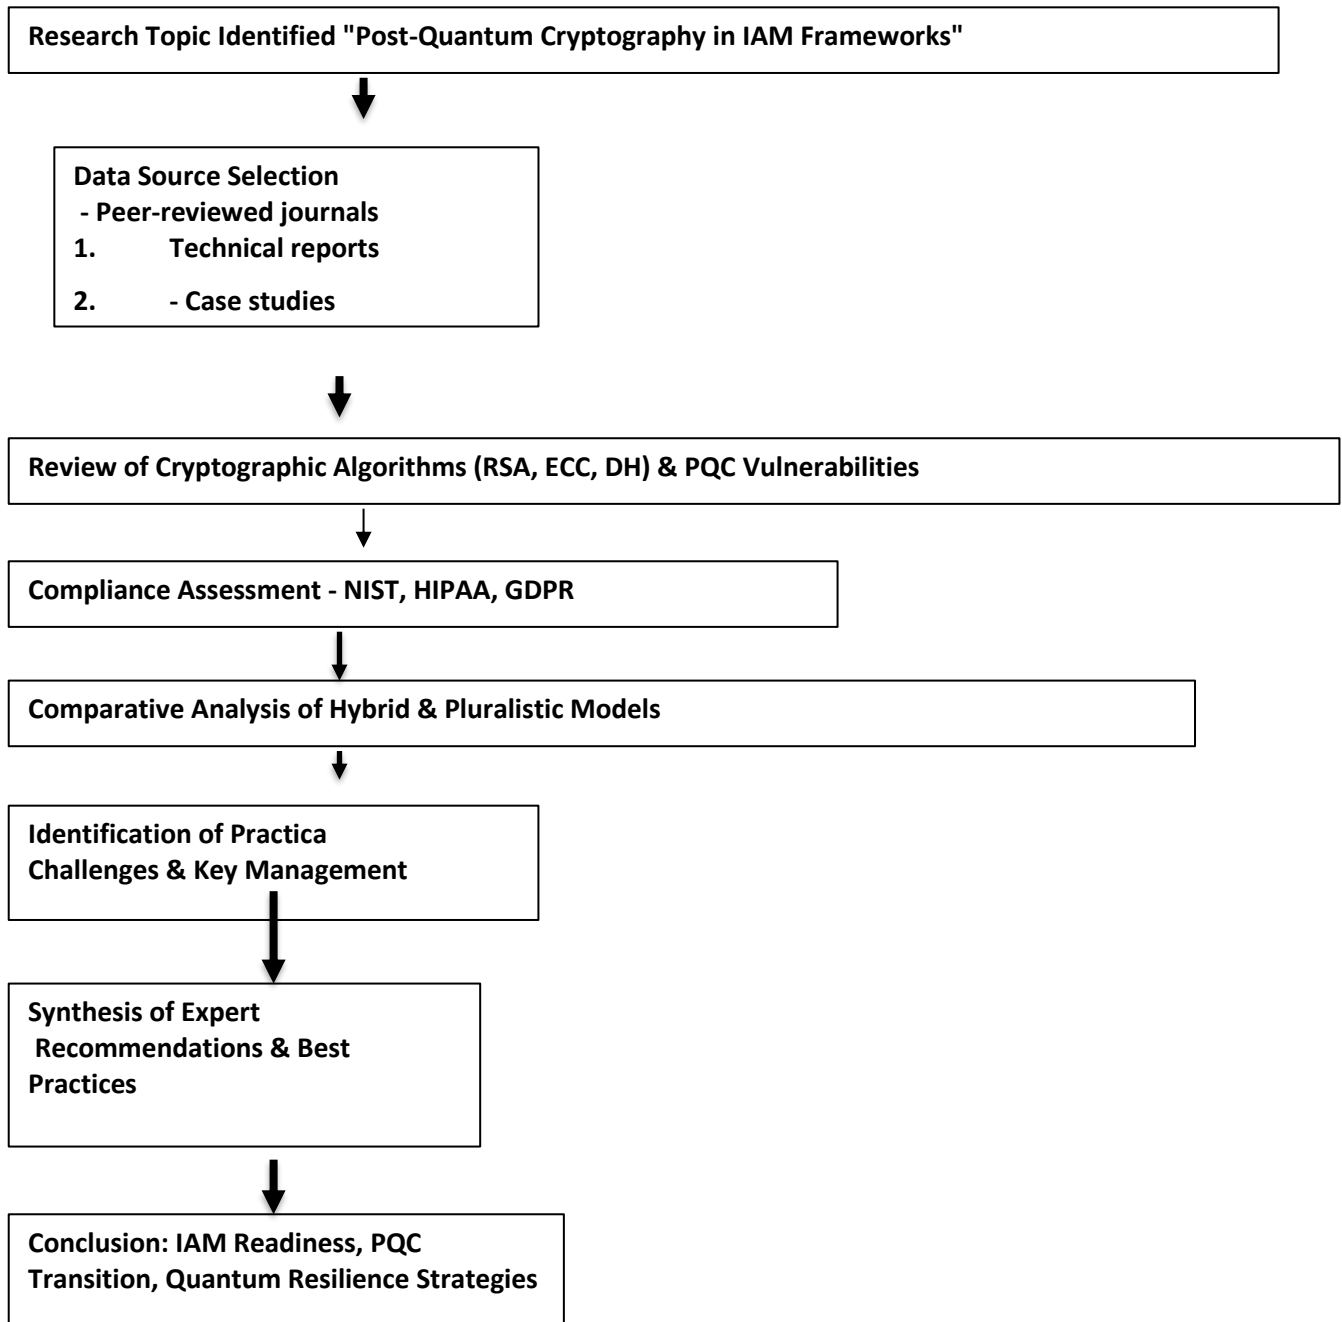 Research Topic Identified "Post-Quantum Cryptography in IAM Frameworks"
Data Source Selection
- Peer-reviewed journals
1. Technical reports
2. - Case studies
Review of Cryptographic Algorithms (RSA, ECC, DH) & PQC Vulnerabilities
Compliance Assessment - NIST, HIPAA, GDPR
Comparative Analysis of Hybrid & Pluralistic Models
Identification of Practica
Challenges & Key Management
Synthesis of Expert
Recommendations & Best
Practices
Conclusion: IAM Readiness, PQC
Transition, Quantum Resilience Strategies